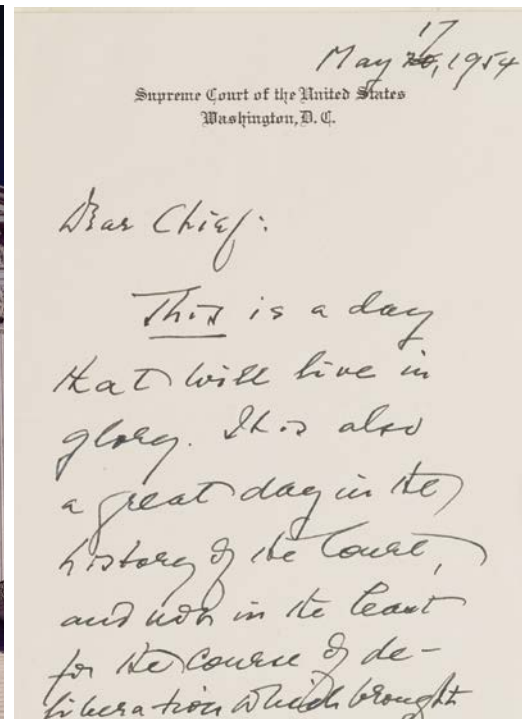 17
May 20, 1954
Supreme Court of the United States
Washington, D. C.
Dear Chief:
This is a day
that will live in
glory. It is also
a great day in the
history of the Court,
and not in the least
for the course of de-
liberation which brought